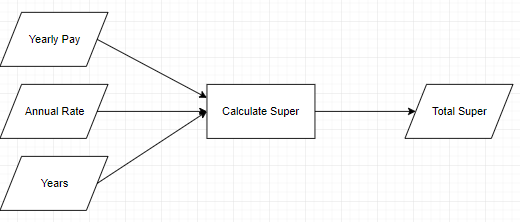 Yearly Pay
Annual Rate
Calculate Super
Total Super
Years